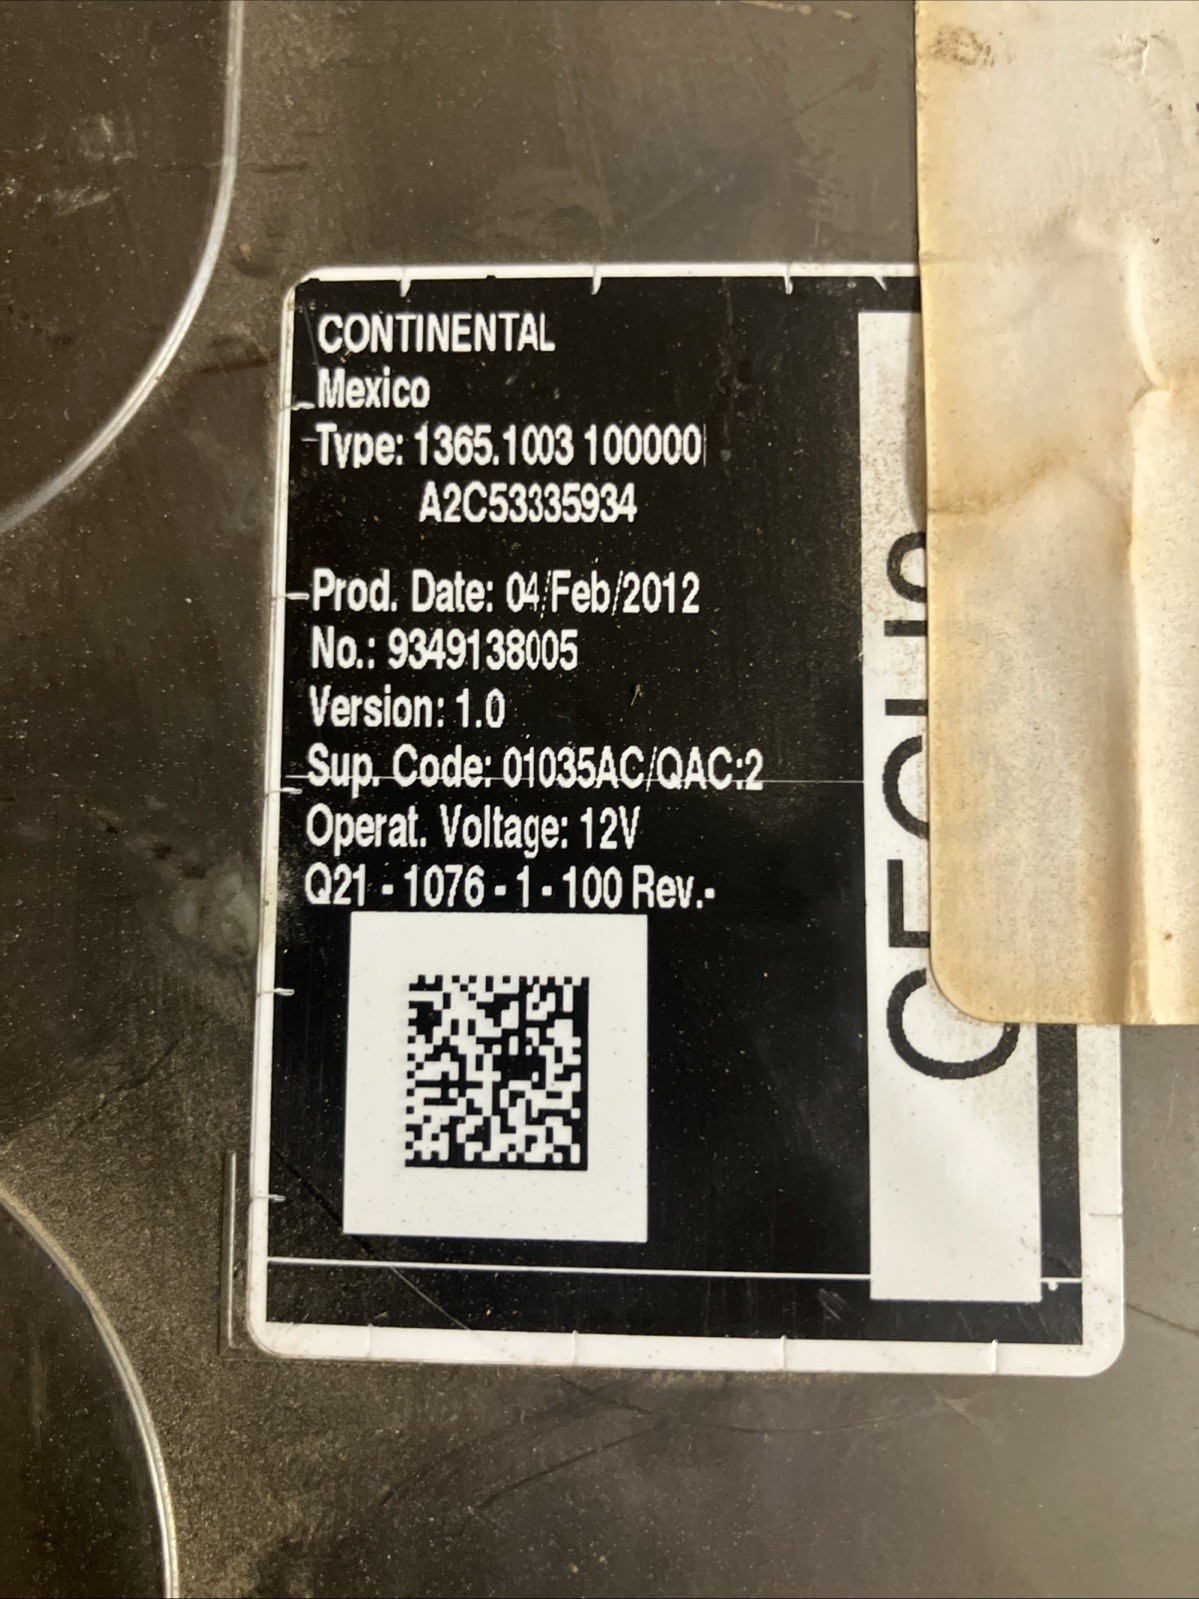 CONTINENTAL
Mexico
Type: 1365.1003 100000
A2C53335934
Prod. Date: 04/Feb/2012
No.: 9349138005
Version: 1.0
Sup. Code: 01035AC/QAC:2
Operat. Voltage: 12V
Q21 - 1076 - 1 - 100 Rev.-